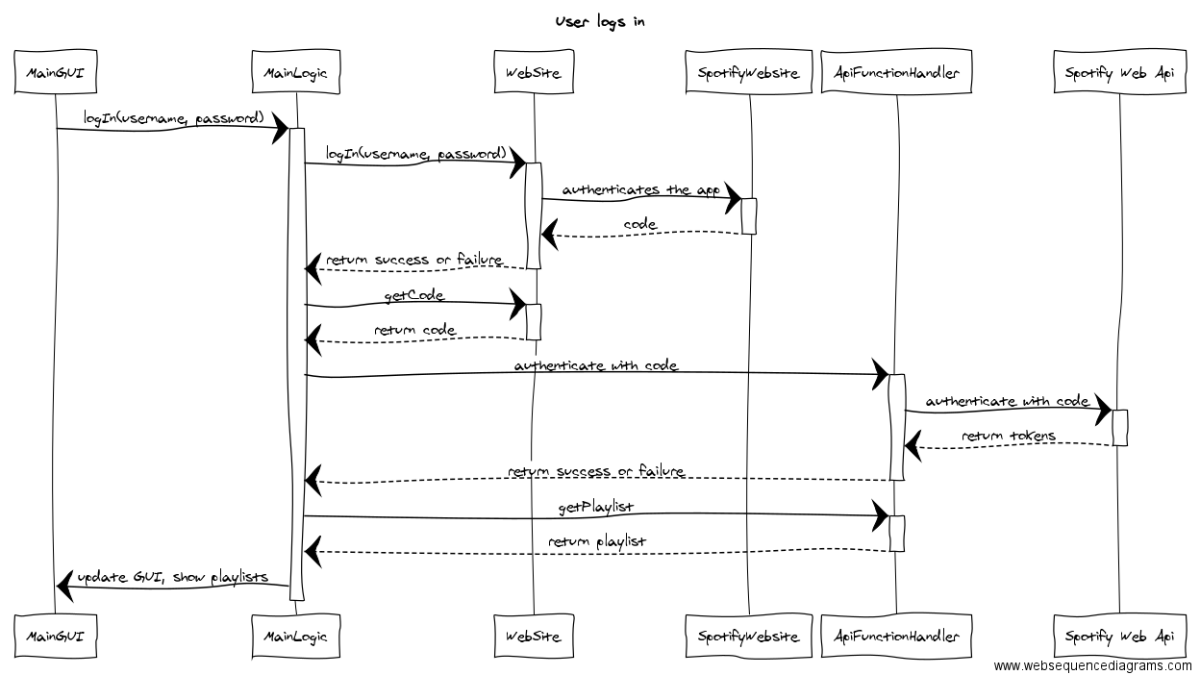 User logs in
MainGUI
MainLogic
WebSite
SpotifyWebsite
ApiFunctionHandler
Spotify Web Api
logIn(username, password)
logIn(username, password)
authenticates the app
code
return success or failure
getCode
return code
authenticate with code
authenticate with code
return tokens
return success or failure
getPlaylist
return playlist
update GUI, show playlists
MainGUI
MainLogic
WebSite
SpotifyWebsite
ApiFunctionHandler
Spotify Web Api
www.websequencediagrams.com